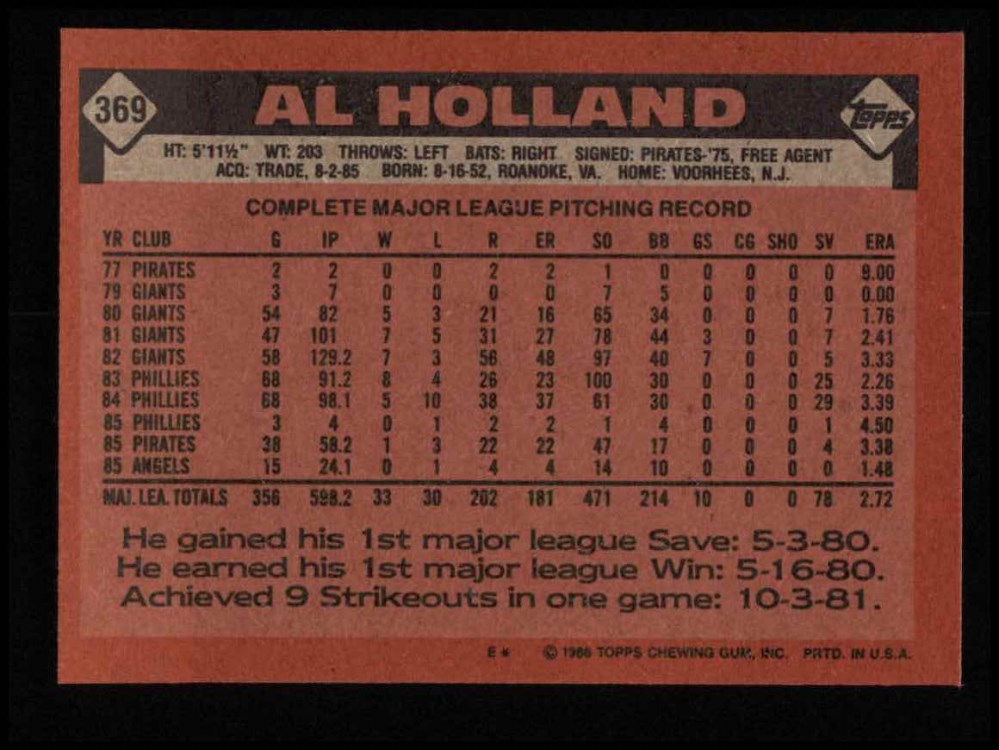 369 AL HOLLAND Topps
HT: 5'11½" WT: 203 THROWS: LEFT BATS: RIGHT SIGNED: PIRATES-'75, FREE AGENT
ACQ: TRADE, 8-2-85 BORN: 8-16-52, ROANOKE, VA. HOME: VOORHEES, N.J.
COMPLETE MAJOR LEAGUE PITCHING RECORD
YR CLUB G IP W L R ER SO BB GS CG SHO SV ERA
77 PIRATES 2 2 0 0 2 2 1 0 0 0 0 0 9.00
79 GIANTS 3 7 0 0 0 0 7 5 0 0 0 0 0.00
80 GIANTS 54 82 5 3 21 16 65 34 0 0 0 7 1.76
81 GIANTS 47 101 7 5 31 27 78 44 3 0 0 7 2.41
82 GIANTS 58 129.2 7 3 56 48 97 40 7 0 0 5 3.33
83 PHILLIES 68 91.2 8 4 26 23 100 30 0 0 0 25 2.26
84 PHILLIES 68 98.1 5 10 38 37 61 30 0 0 0 29 3.39
85 PHILLIES 3 4 0 1 2 2 1 4 0 0 0 1 4.50
85 PIRATES 38 58.2 1 3 22 22 47 17 0 0 0 4 3.38
85 ANGELS 15 24.1 0 1 4 4 14 10 0 0 0 0 1.48
MAJ. LEA. TOTALS 356 598.2 33 30 202 181 471 214 10 0 0 78 2.72
He gained his 1st major league Save: 5-3-80.
He earned his 1st major league Win: 5-16-80.
Achieved 9 Strikeouts in one game: 10-3-81.
E* © 1986 TOPPS CHEWING GUM, INC. PRTD. IN U.S.A.